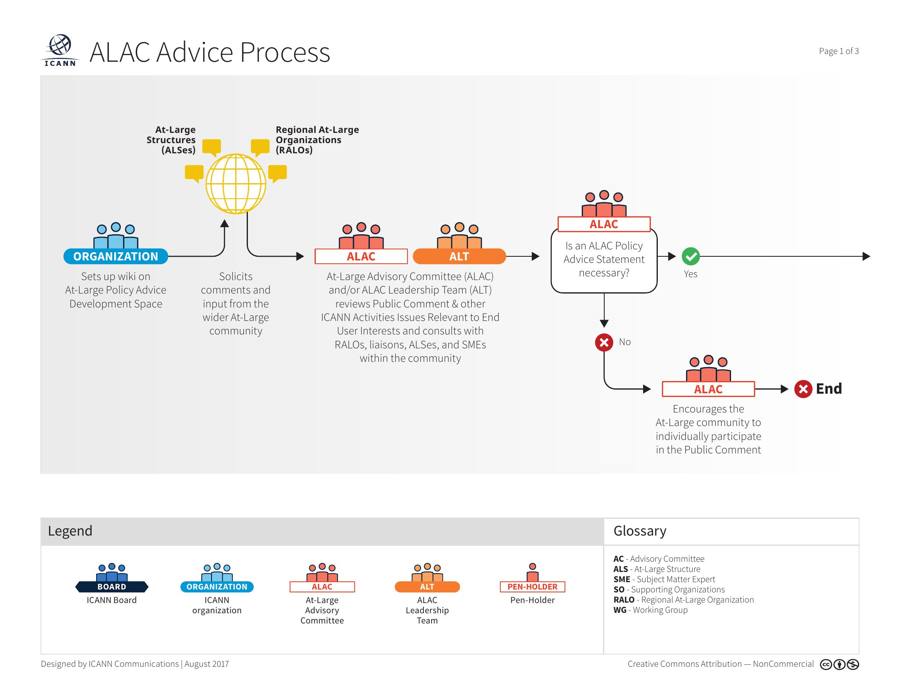 ICANN
ALAC Advice Process
Page 1 of 3
At-Large
Structures
(ALSes)
Regional At-Large
Organizations
(RALOs)
ORGANIZATION
Sets up wiki on
At-Large Policy Advice
Development Space
Solicits
comments and
input from the
wider At-Large
community
ALAC
ALT
At-Large Advisory Committee (ALAC)
and/or ALAC Leadership Team (ALT)
reviews Public Comment & other
ICANN Activities Issues Relevant to End
User Interests and consults with
RALOs, liaisons, ALSes, and SMEs
within the community
ALAC
Is an ALAC Policy
Advice Statement
necessary?
Yes
No
ALAC
Encourages the
At-Large community to
individually participate
in the Public Comment
End
Legend
BOARD
ICANN Board
ORGANIZATION
ICANN
organization
ALAC
At-Large
Advisory
Committee
ALT
ALAC
Leadership
Team
PEN-HOLDER
Pen-Holder
Glossary
AC - Advisory Committee
ALS - At-Large Structure
SME - Subject Matter Expert
SO - Supporting Organizations
RALO - Regional At-Large Organization
WG - Working Group
Designed by ICANN Communications | August 2017
Creative Commons Attribution — NonCommercial